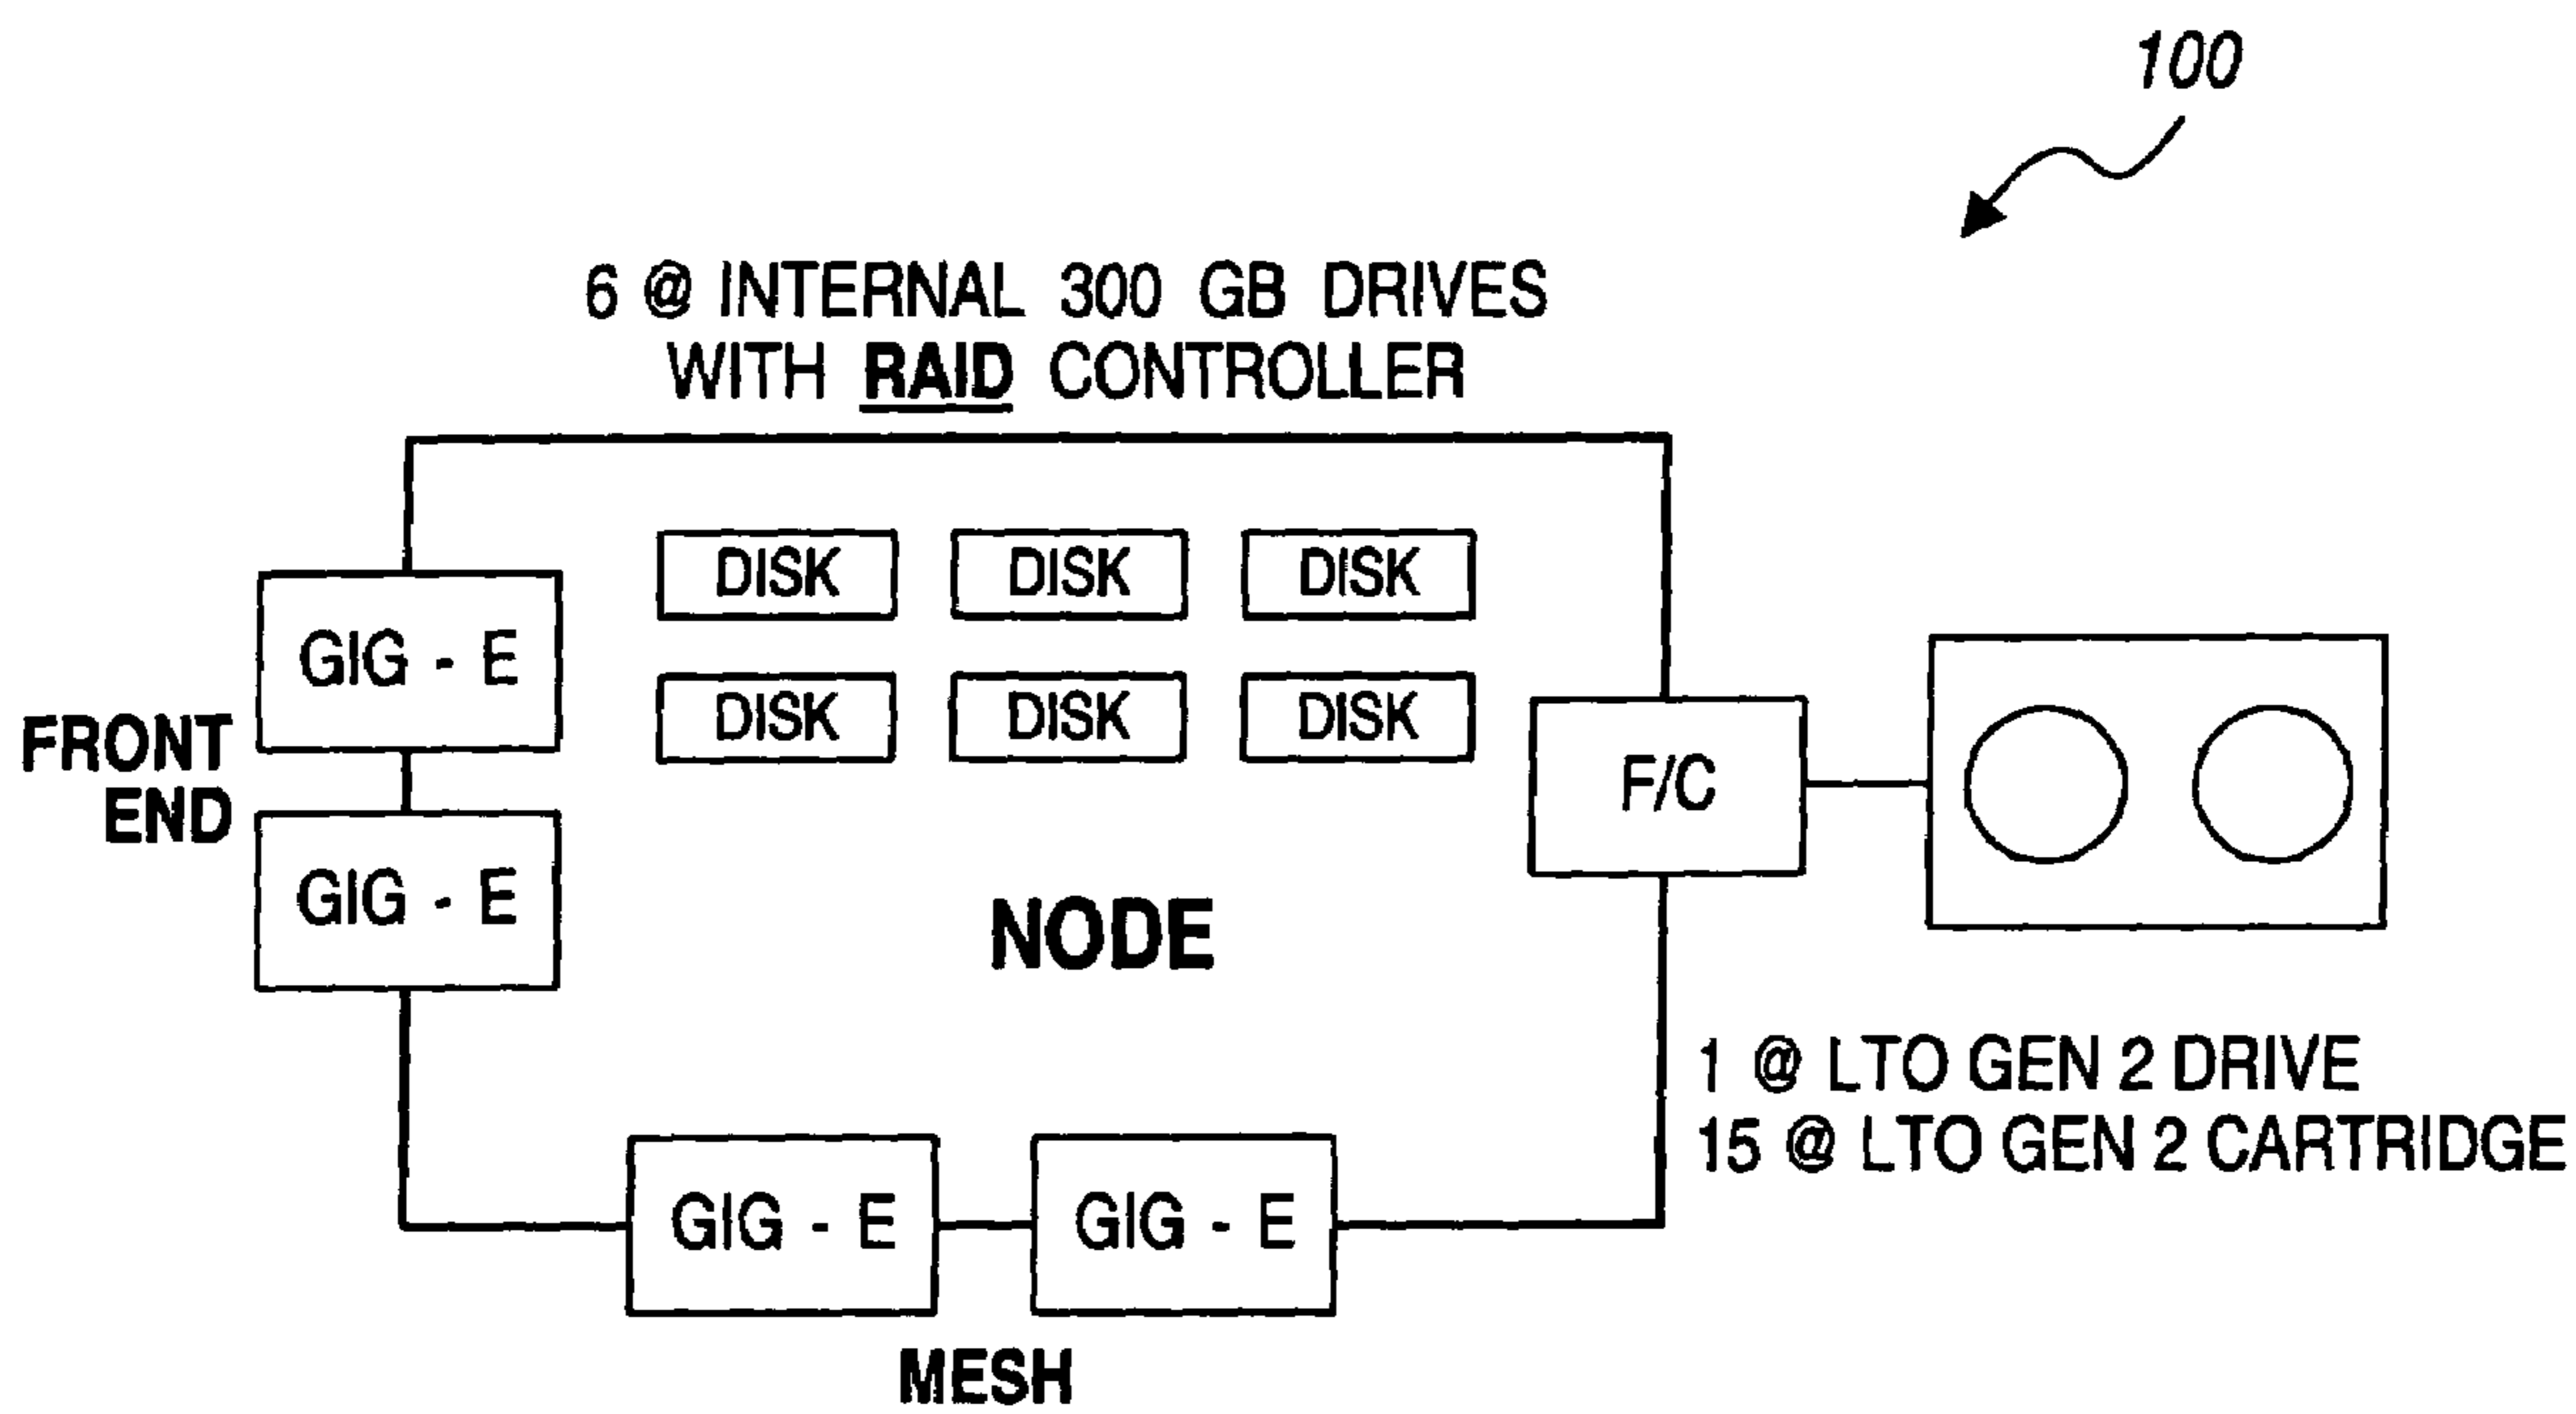 100
6 @ INTERNAL 300 GB DRIVES
WITH RAID CONTROLLER
DISK DISK DISK
GIG - E
DISK DISK DISK
FRONT
END
F/C
GIG - E
NODE
1 @ LTO GEN 2 DRIVE
15 @ LTO GEN 2 CARTRIDGE
GIG - E GIG - E
MESH